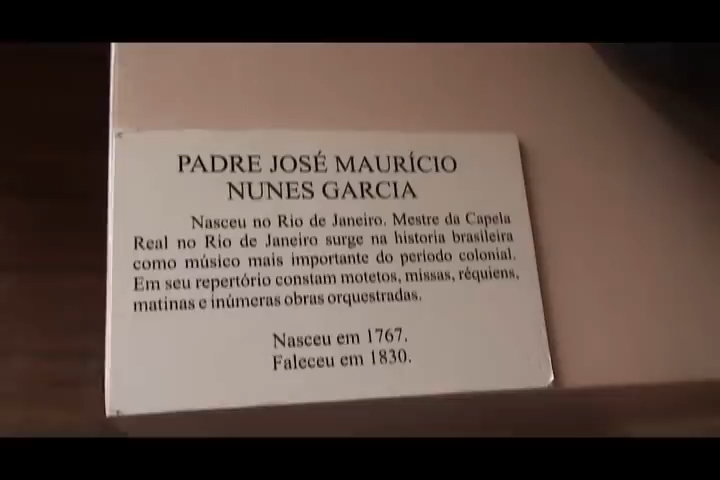 PADRE JOSÉ MAURÍCIO
NUNES GARCIA
Nasceu no Rio de Janeiro. Mestre da Capela
Real no Rio de Janeiro surge na historia brasileira
como músico mais importante do periodo colonial.
Em seu repertório constam motetos, missas, réquiens,
matinas e inúmeras obras orquestradas.
Nasceu em 1767.
Faleceu em 1830.